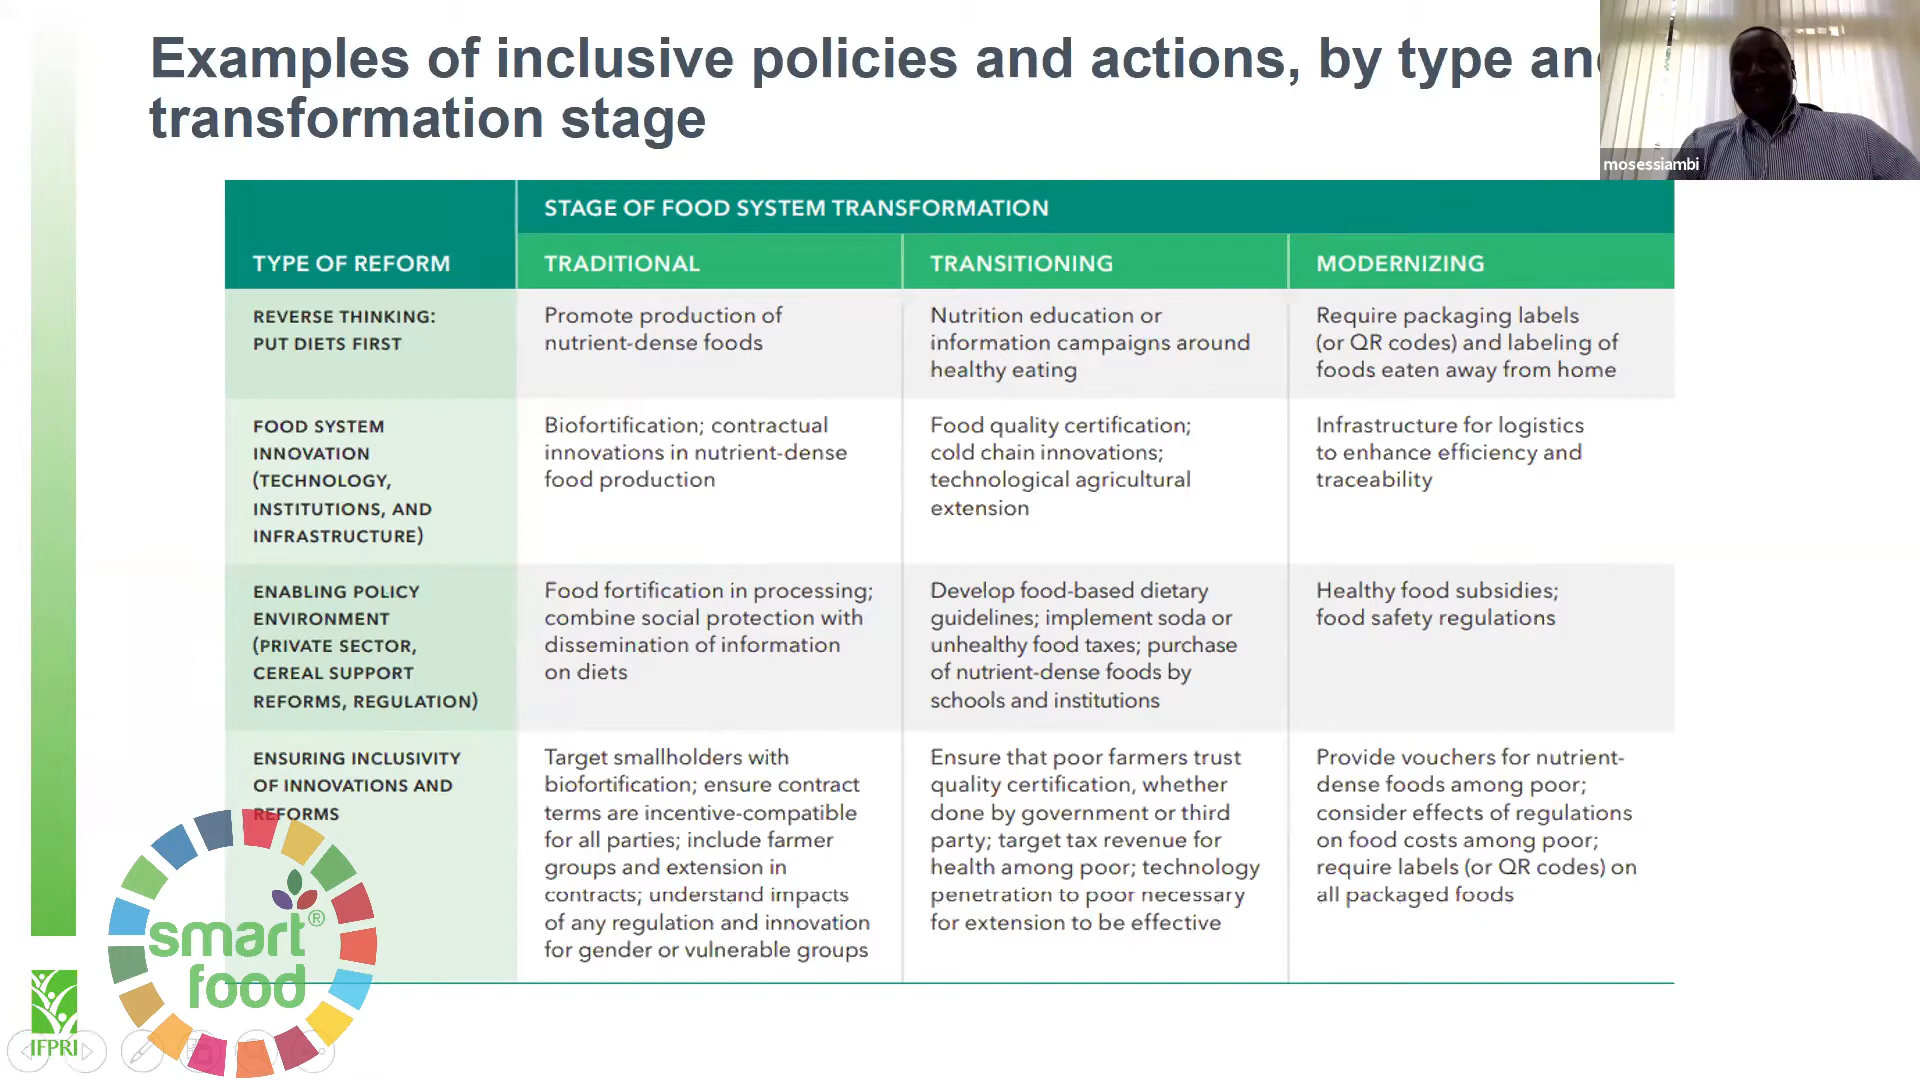 Examples of inclusive policies and actions, by type and
transformation stage
mosessiambi
STAGE OF FOOD SYSTEM TRANSFORMATION
TYPE OF REFORM
TRADITIONAL
TRANSITIONING
MODERNIZING
REVERSE THINKING:
PUT DIETS FIRST
Promote production of
nutrient-dense foods
Nutrition education or
information campaigns around
healthy eating
Require packaging labels
(or QR codes) and labeling of
foods eaten away from home
FOOD SYSTEM
INNOVATION
(TECHNOLOGY,
INSTITUTIONS, AND
INFRASTRUCTURE)
Biofortification; contractual
innovations in nutrient-dense
food production
Food quality certification;
cold chain innovations;
technological agricultural
extension
Infrastructure for logistics
to enhance efficiency and
traceability
ENABLING POLICY
ENVIRONMENT
(PRIVATE SECTOR,
CEREAL SUPPORT
REFORMS, REGULATION)
Food fortification in processing;
combine social protection with
dissemination of information
on diets
Develop food-based dietary
guidelines; implement soda or
unhealthy food taxes; purchase
of nutrient-dense foods by
schools and institutions
Healthy food subsidies;
food safety regulations
ENSURING INCLUSIVITY
OF INNOVATIONS AND
REFORMS
Target smallholders with
biofortification; ensure contract
terms are incentive-compatible
for all parties; include farmer
groups and extension in
contracts; understand impacts
of any regulation and innovation
for gender or vulnerable groups
Ensure that poor farmers trust
quality certification, whether
done by government or third
party; target tax revenue for
health among poor; technology
penetration to poor necessary
for extension to be effective
Provide vouchers for nutrient-
dense foods among poor;
consider effects of regulations
on food costs among poor;
require labels (or QR codes) on
all packaged foods
smart®
food
IFPRI